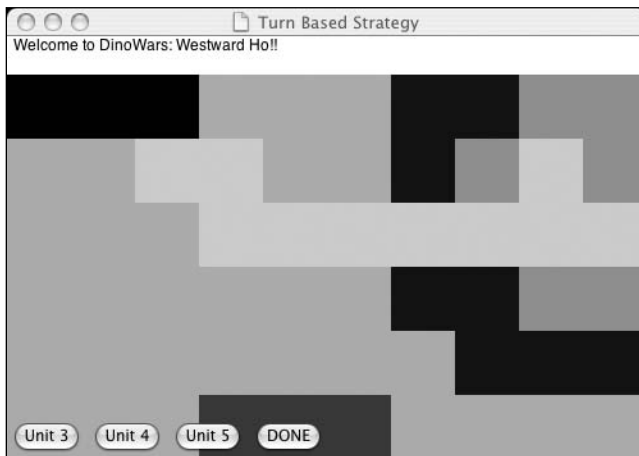 Turn Based Strategy
Welcome to DinoWars: Westward Ho!!
Unit 3 Unit 4 Unit 5 DONE